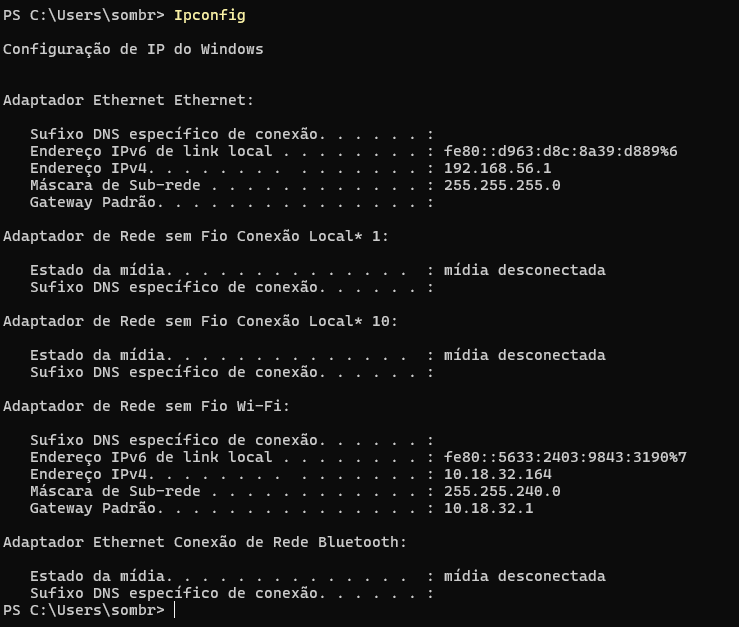 PS C:\Users\sombr> Ipconfig
Configuração de IP do Windows
Adaptador Ethernet Ethernet:
Sufixo DNS específico de conexão. . . . . . :
Endereço IPv6 de link local . . . . . . . . : fe80::d963:d8c:8a39:d889%6
Endereço IPv4. . . . . . . .  . . . . . . . : 192.168.56.1
Máscara de Sub-rede . . . . . . . . . . . . : 255.255.255.0
Gateway Padrão. . . . . . . . . . . . . . . :
Adaptador de Rede sem Fio Conexão Local* 1:
Estado da mídia. . . . . . . . . . . . . .  : mídia desconectada
Sufixo DNS específico de conexão. . . . . . :
Adaptador de Rede sem Fio Conexão Local* 10:
Estado da mídia. . . . . . . . . . . . . .  : mídia desconectada
Sufixo DNS específico de conexão. . . . . . :
Adaptador de Rede sem Fio Wi-Fi:
Sufixo DNS específico de conexão. . . . . . :
Endereço IPv6 de link local . . . . . . . . : fe80::5633:2403:9843:3190%7
Endereço IPv4. . . . . . . .  . . . . . . . : 10.18.32.164
Máscara de Sub-rede . . . . . . . . . . . . : 255.255.240.0
Gateway Padrão. . . . . . . . . . . . . . . : 10.18.32.1
Adaptador Ethernet Conexão de Rede Bluetooth:
Estado da mídia. . . . . . . . . . . . . .  : mídia desconectada
Sufixo DNS específico de conexão. . . . . . :
PS C:\Users\sombr>